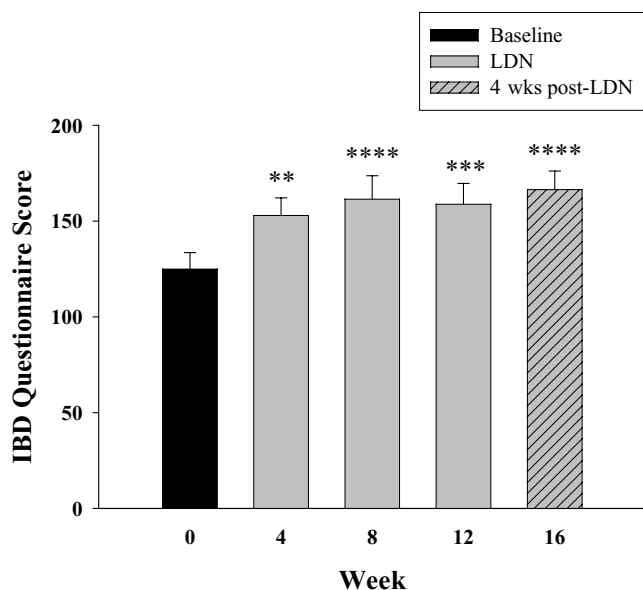 Baseline
LDN
4 wks post-LDN
200
150
100
50
0
IBD Questionnaire Score
**
****
***
****
0 4 8 12 16
Week